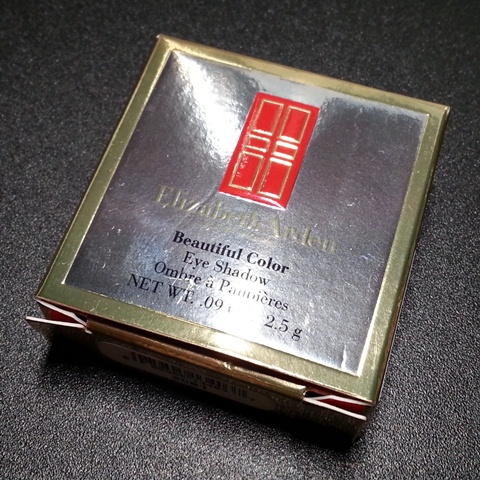 Elizabeth Arden
Beautiful Color
Eye Shadow
Ombre à Paupières
NET WT. .09 2.5 g